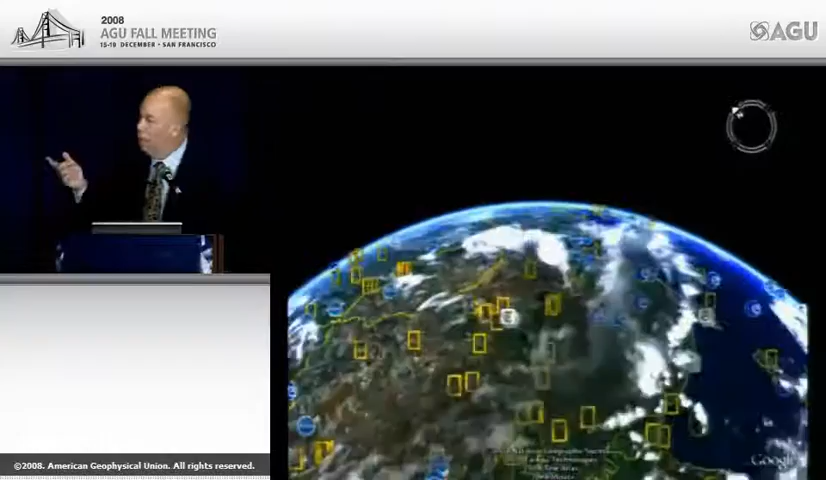 2008
AGU FALL MEETING
15-19 DECEMBER • SAN FRANCISCO
AGU
©2008. American Geophysical Union. All rights reserved.
Google